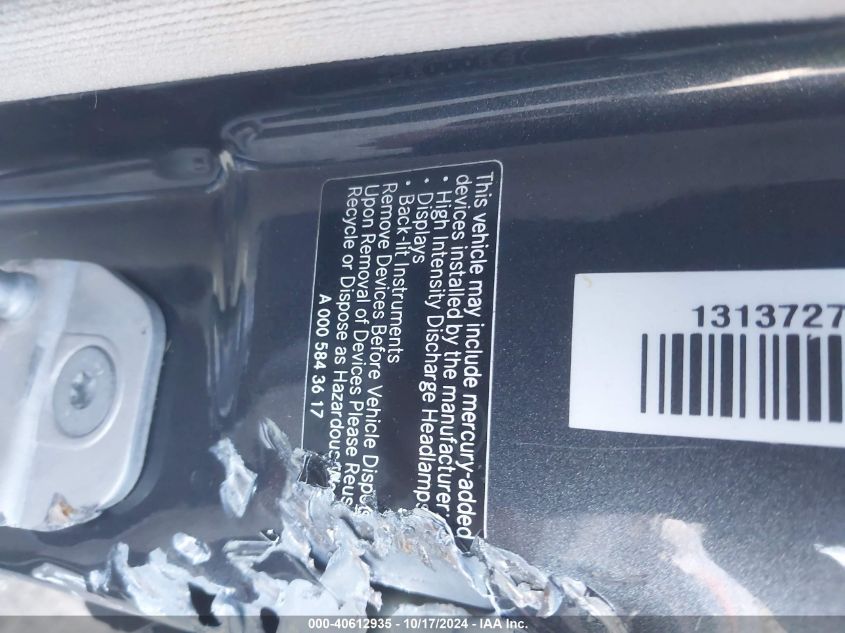 This vehicle may include mercury-added
devices installed by the manufacturer:
• High Intensity Discharge Headlamps
• Displays
• Back-lit Instruments
Remove Devices Before Vehicle
Upon Removal of Devices Please
Recycle or Dispose as Hazardous
A 000 584 36 17
1313727
000-40612935 - 10/17/2024 - IAA Inc.